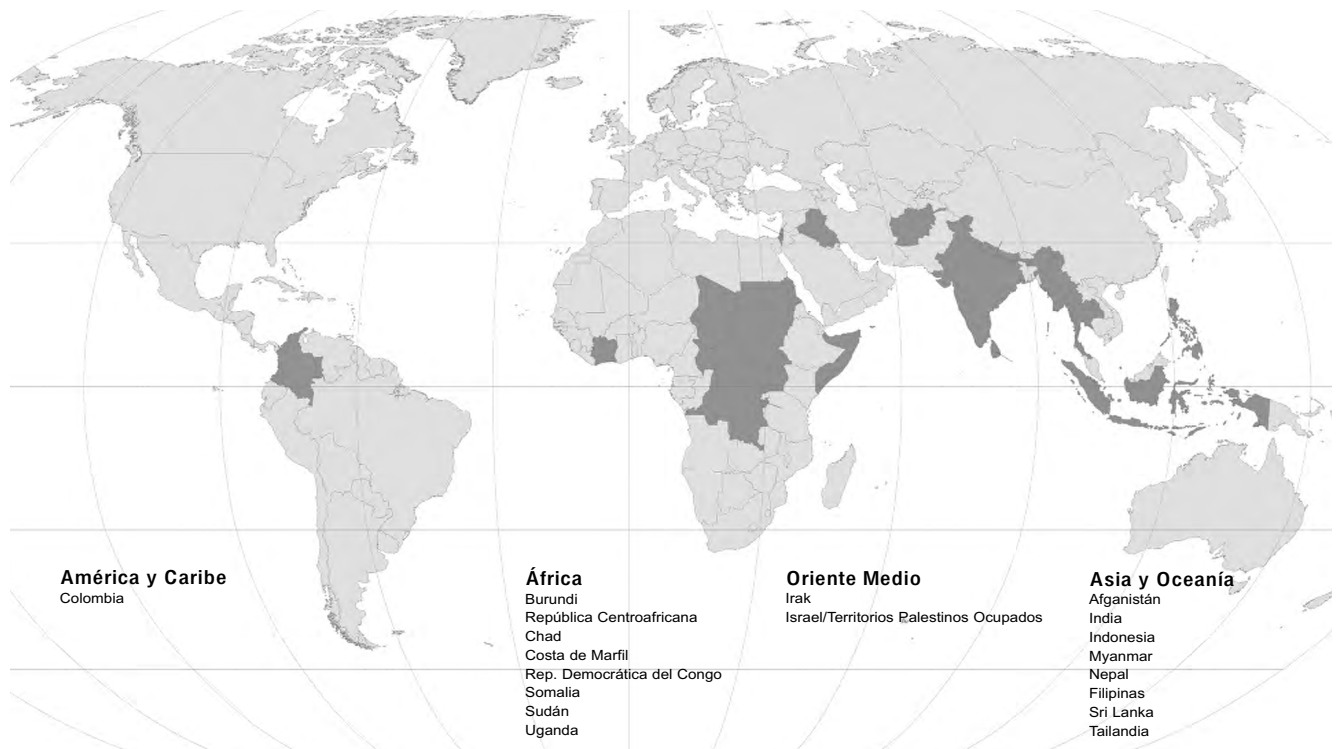 América y Caribe
Colombia
África
Burundi
República Centroafricana
Chad
Costa de Marfil
Rep. Democrática del Congo
Somalia
Sudán
Uganda
Oriente Medio
Irak
Israel/Territorios Palestinos Ocupados
Asia y Oceanía
Afganistán
India
Indonesia
Myanmar
Nepal
Filipinas
Sri Lanka
Tailandia